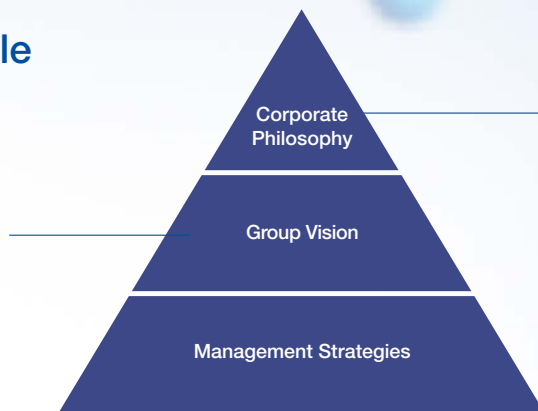 le
Corporate
Philosophy
Group Vision
Management Strategies